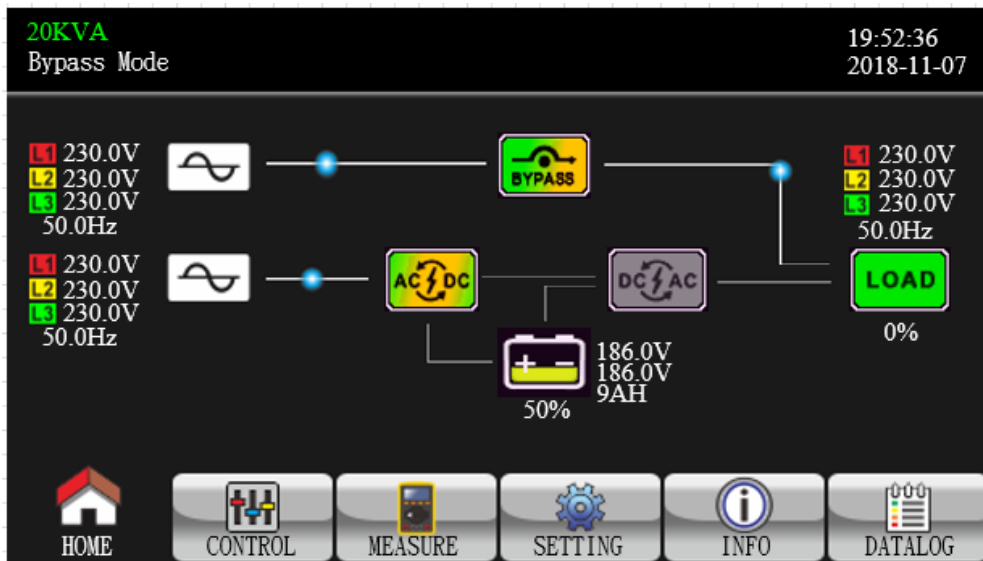 20KVA
Bypass Mode
19:52:36
2018-11-07
L1 230.0V
L2 230.0V
L3 230.0V
50.0Hz
BYPASS
L1 230.0V
L2 230.0V
L3 230.0V
50.0Hz
L1 230.0V
L2 230.0V
L3 230.0V
50.0Hz
AC DC
DC AC
LOAD
0%
+ -
186.0V
186.0V
9AH
50%
HOME
CONTROL
MEASURE
SETTING
INFO
DATALOG